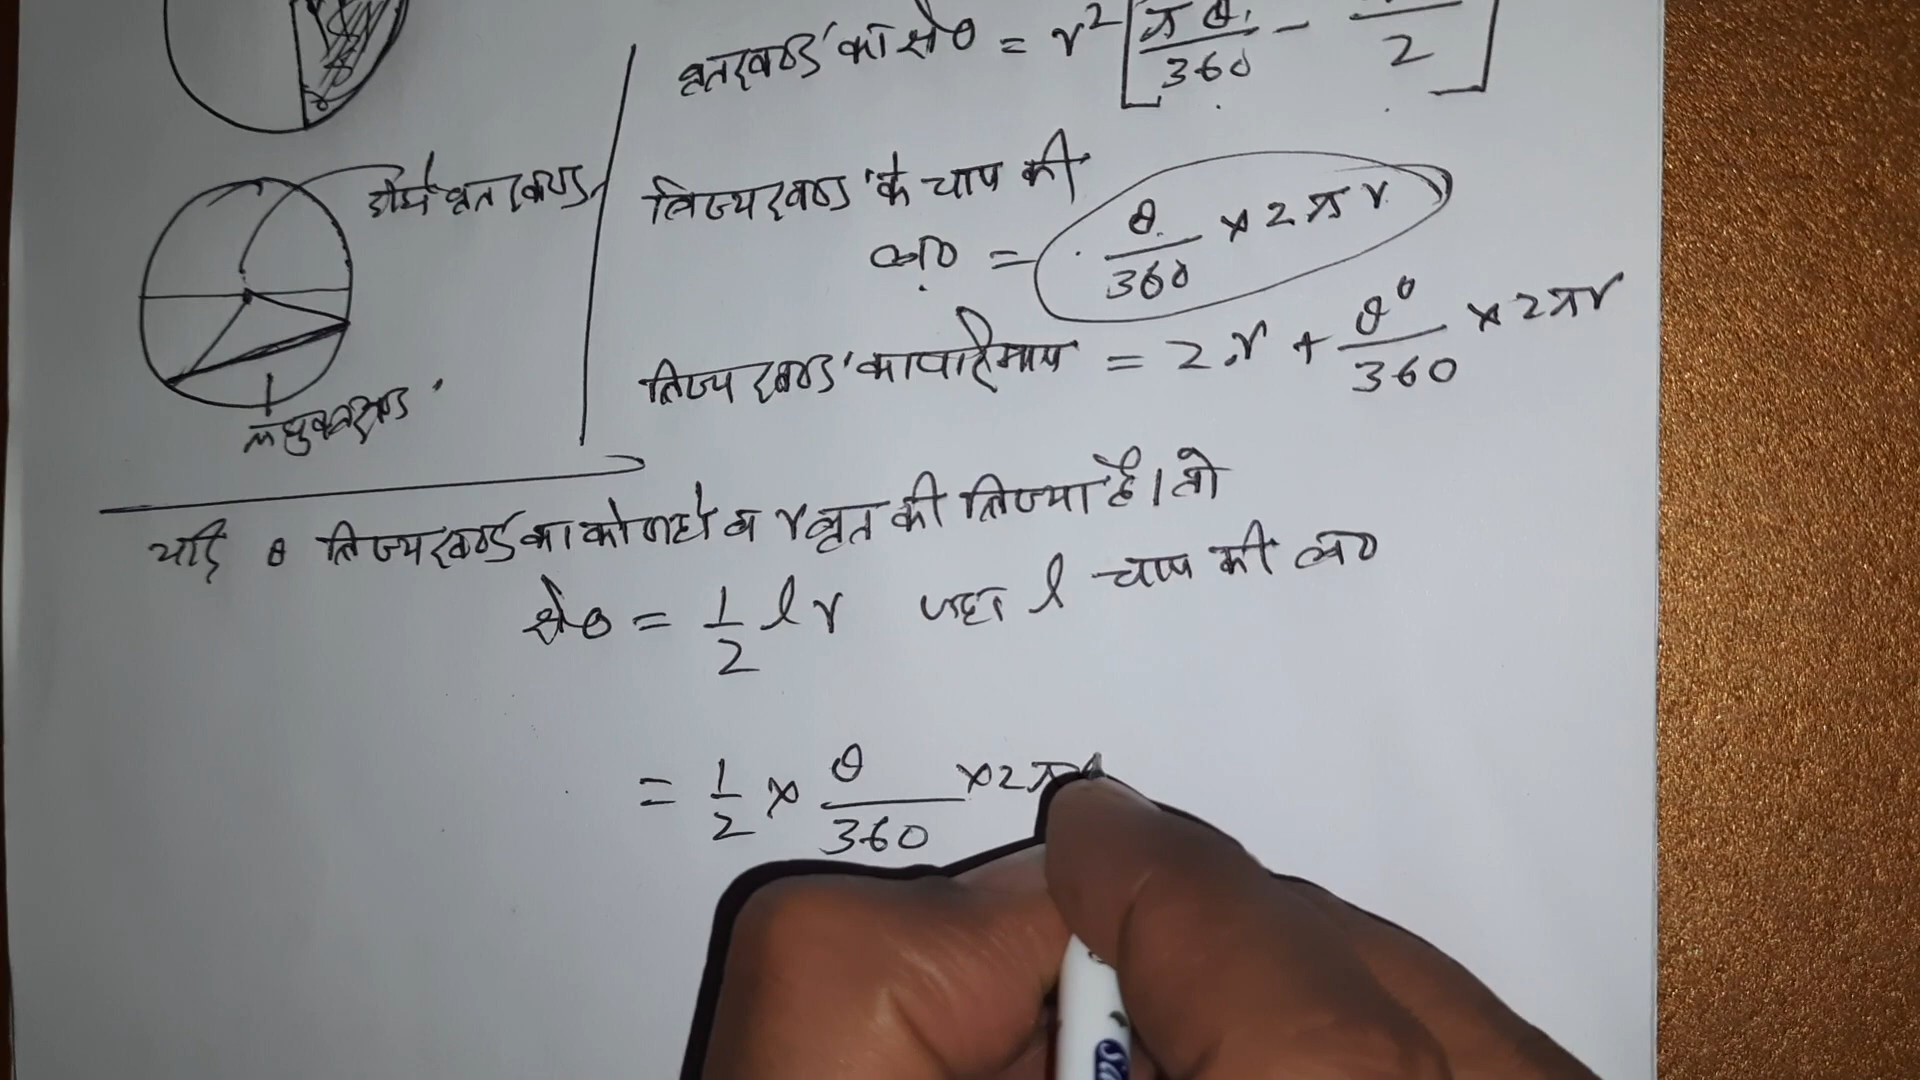 वृतखण्ड का क्षे० = r² [ πθ/360 - /2 ]
दीर्घ वृतखण्ड
त्रिज्यखण्ड के चाप की
ल० = θ/360 × 2πr
त्रिज्यखण्ड का परिमाप = 2r + θ°/360 × 2πr
लघु वृतखण्ड
यदि θ त्रिज्यखण्ड का कोण हो व r वृत की त्रिज्या है। तो
क्षे० = 1/2 l r जहा l चाप की ल०
= 1/2 × θ/360 × 2π